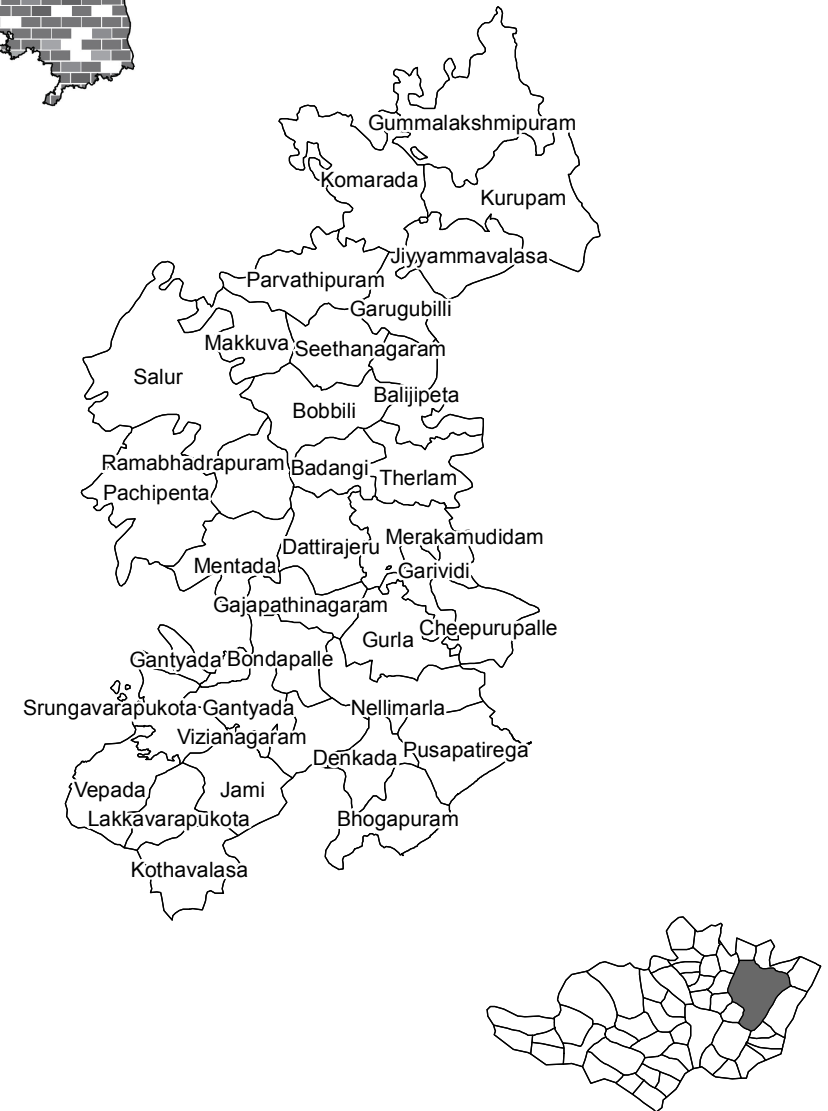 Gummalakshmipuram
Komarada
Kurupam
Jiyyammavalasa
Parvathipuram
Garugubilli
Makkuva
Seethanagaram
Salur
Balijipeta
Bobbili
Ramabhadrapuram
Badangi
Therlam
Pachipenta
Merakamudidam
Dattirajeru
Mentada
Garividi
Gajapathinagaram
Cheepurupalle
Gurla
Gantyada
Bondapalle
Srungavarapukota
Gantyada
Nellimarla
Vizianagaram
Denkada
Pusapatirega
Vepada
Jami
Lakkavarapukota
Bhogapuram
Kothavalasa